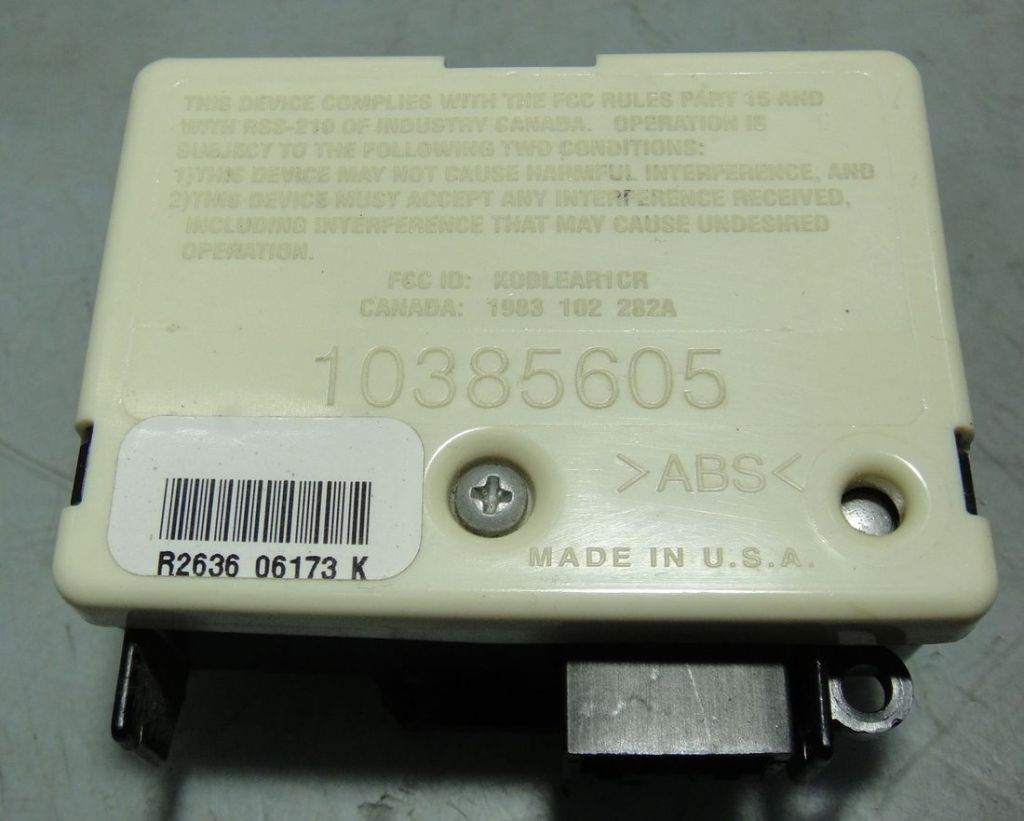 THIS DEVICE COMPLIES WITH THE FCC RULES PART 15 AND
WITH RSS-210 OF INDUSTRY CANADA. OPERATION IS
SUBJECT TO THE FOLLOWING TWO CONDITIONS:
1)THIS DEVICE MAY NOT CAUSE HARMFUL INTERFERENCE, AND
2)THIS DEVICE MUST ACCEPT ANY INTERFERENCE RECEIVED,
INCLUDING INTERFERENCE THAT MAY CAUSE UNDESIRED
OPERATION.
FCC ID: KOBLEAR1CR
CANADA: 1983 102 282A
10385605
>ABS<
MADE IN U.S.A.
R2636 06173 K